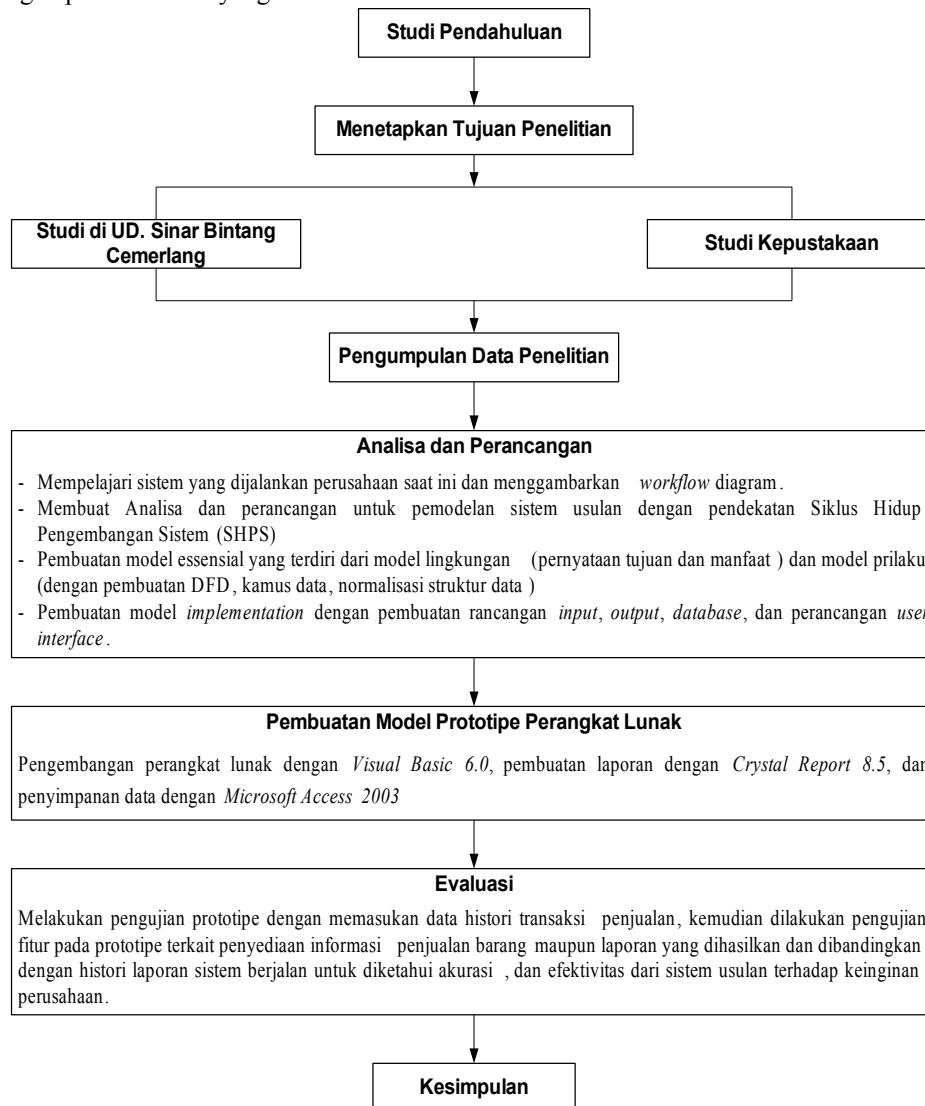 Studi Pendahuluan
Menetapkan Tujuan Penelitian
Studi di UD. Sinar Bintang
Cemerlang
Studi Kepustakaan
Pengumpulan Data Penelitian
Analisa dan Perancangan
- Mempelajari sistem yang dijalankan perusahaan saat ini dan menggambarkan workflow diagram.
- Membuat Analisa dan perancangan untuk pemodelan sistem usulan dengan pendekatan Siklus Hidup
Pengembangan Sistem (SHPS)
- Pembuatan model essensial yang terdiri dari model lingkungan (pernyataan tujuan dan manfaat ) dan model prilaku
(dengan pembuatan DFD, kamus data, normalisasi struktur data )
- Pembuatan model implementation dengan pembuatan rancangan input, output, database, dan perancangan user
interface.
Pembuatan Model Prototipe Perangkat Lunak
Pengembangan perangkat lunak dengan Visual Basic 6.0, pembuatan laporan dengan Crystal Report 8.5, dan
penyimpanan data dengan Microsoft Access 2003
Evaluasi
Melakukan pengujian prototipe dengan memasukan data histori transaksi penjualan, kemudian dilakukan pengujian
fitur pada prototipe terkait penyediaan informasi penjualan barang maupun laporan yang dihasilkan dan dibandingkan
dengan histori laporan sistem berjalan untuk diketahui akurasi , dan efektivitas dari sistem usulan terhadap keinginan
perusahaan.
Kesimpulan